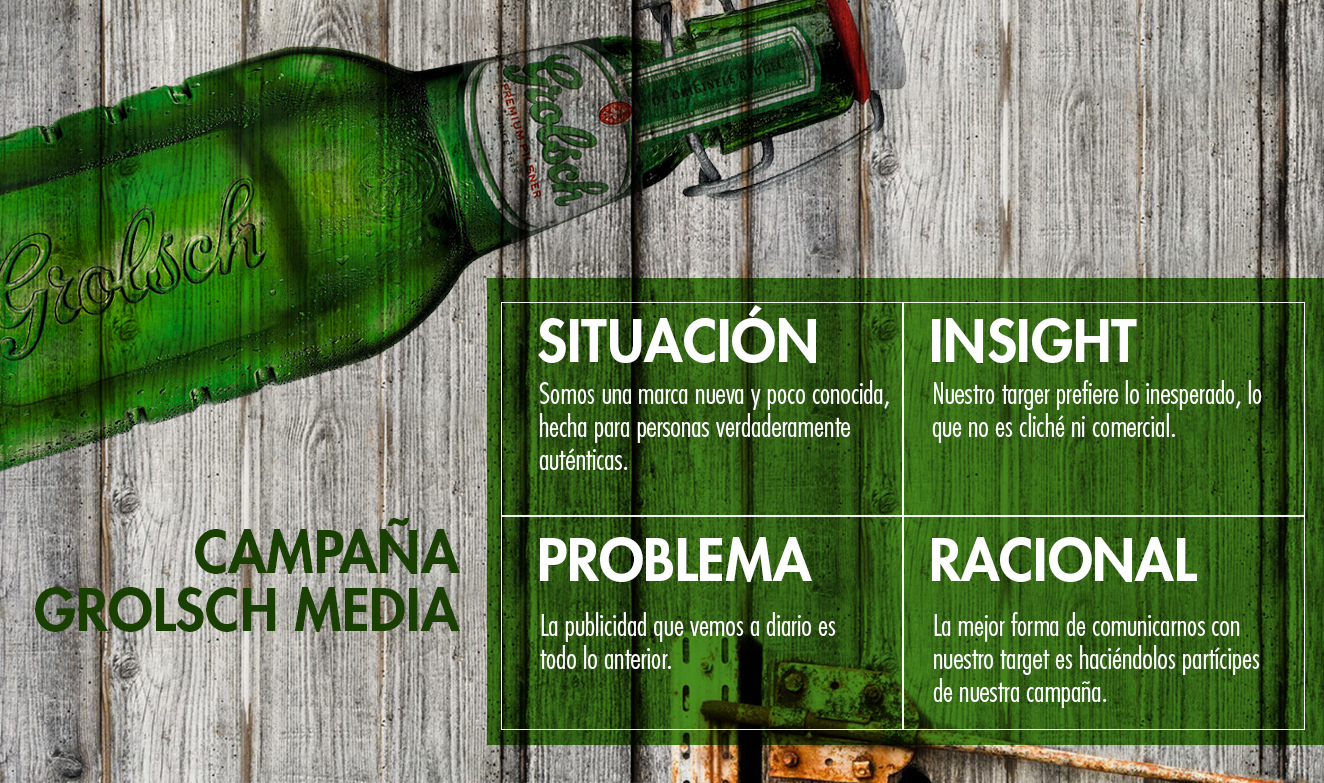 Grolsch
PREMIUM PILSNER
Grolsch
CAMPAÑA
GROLSCH MEDIA
SITUACIÓN
Somos una marca nueva y poco conocida,
hecha para personas verdaderamente
auténticas.
INSIGHT
Nuestro targer prefiere lo inesperado, lo
que no es cliché ni comercial.
PROBLEMA
La publicidad que vemos a diario es
todo lo anterior.
RACIONAL
La mejor forma de comunicarnos con
nuestro target es haciéndolos partícipes
de nuestra campaña.